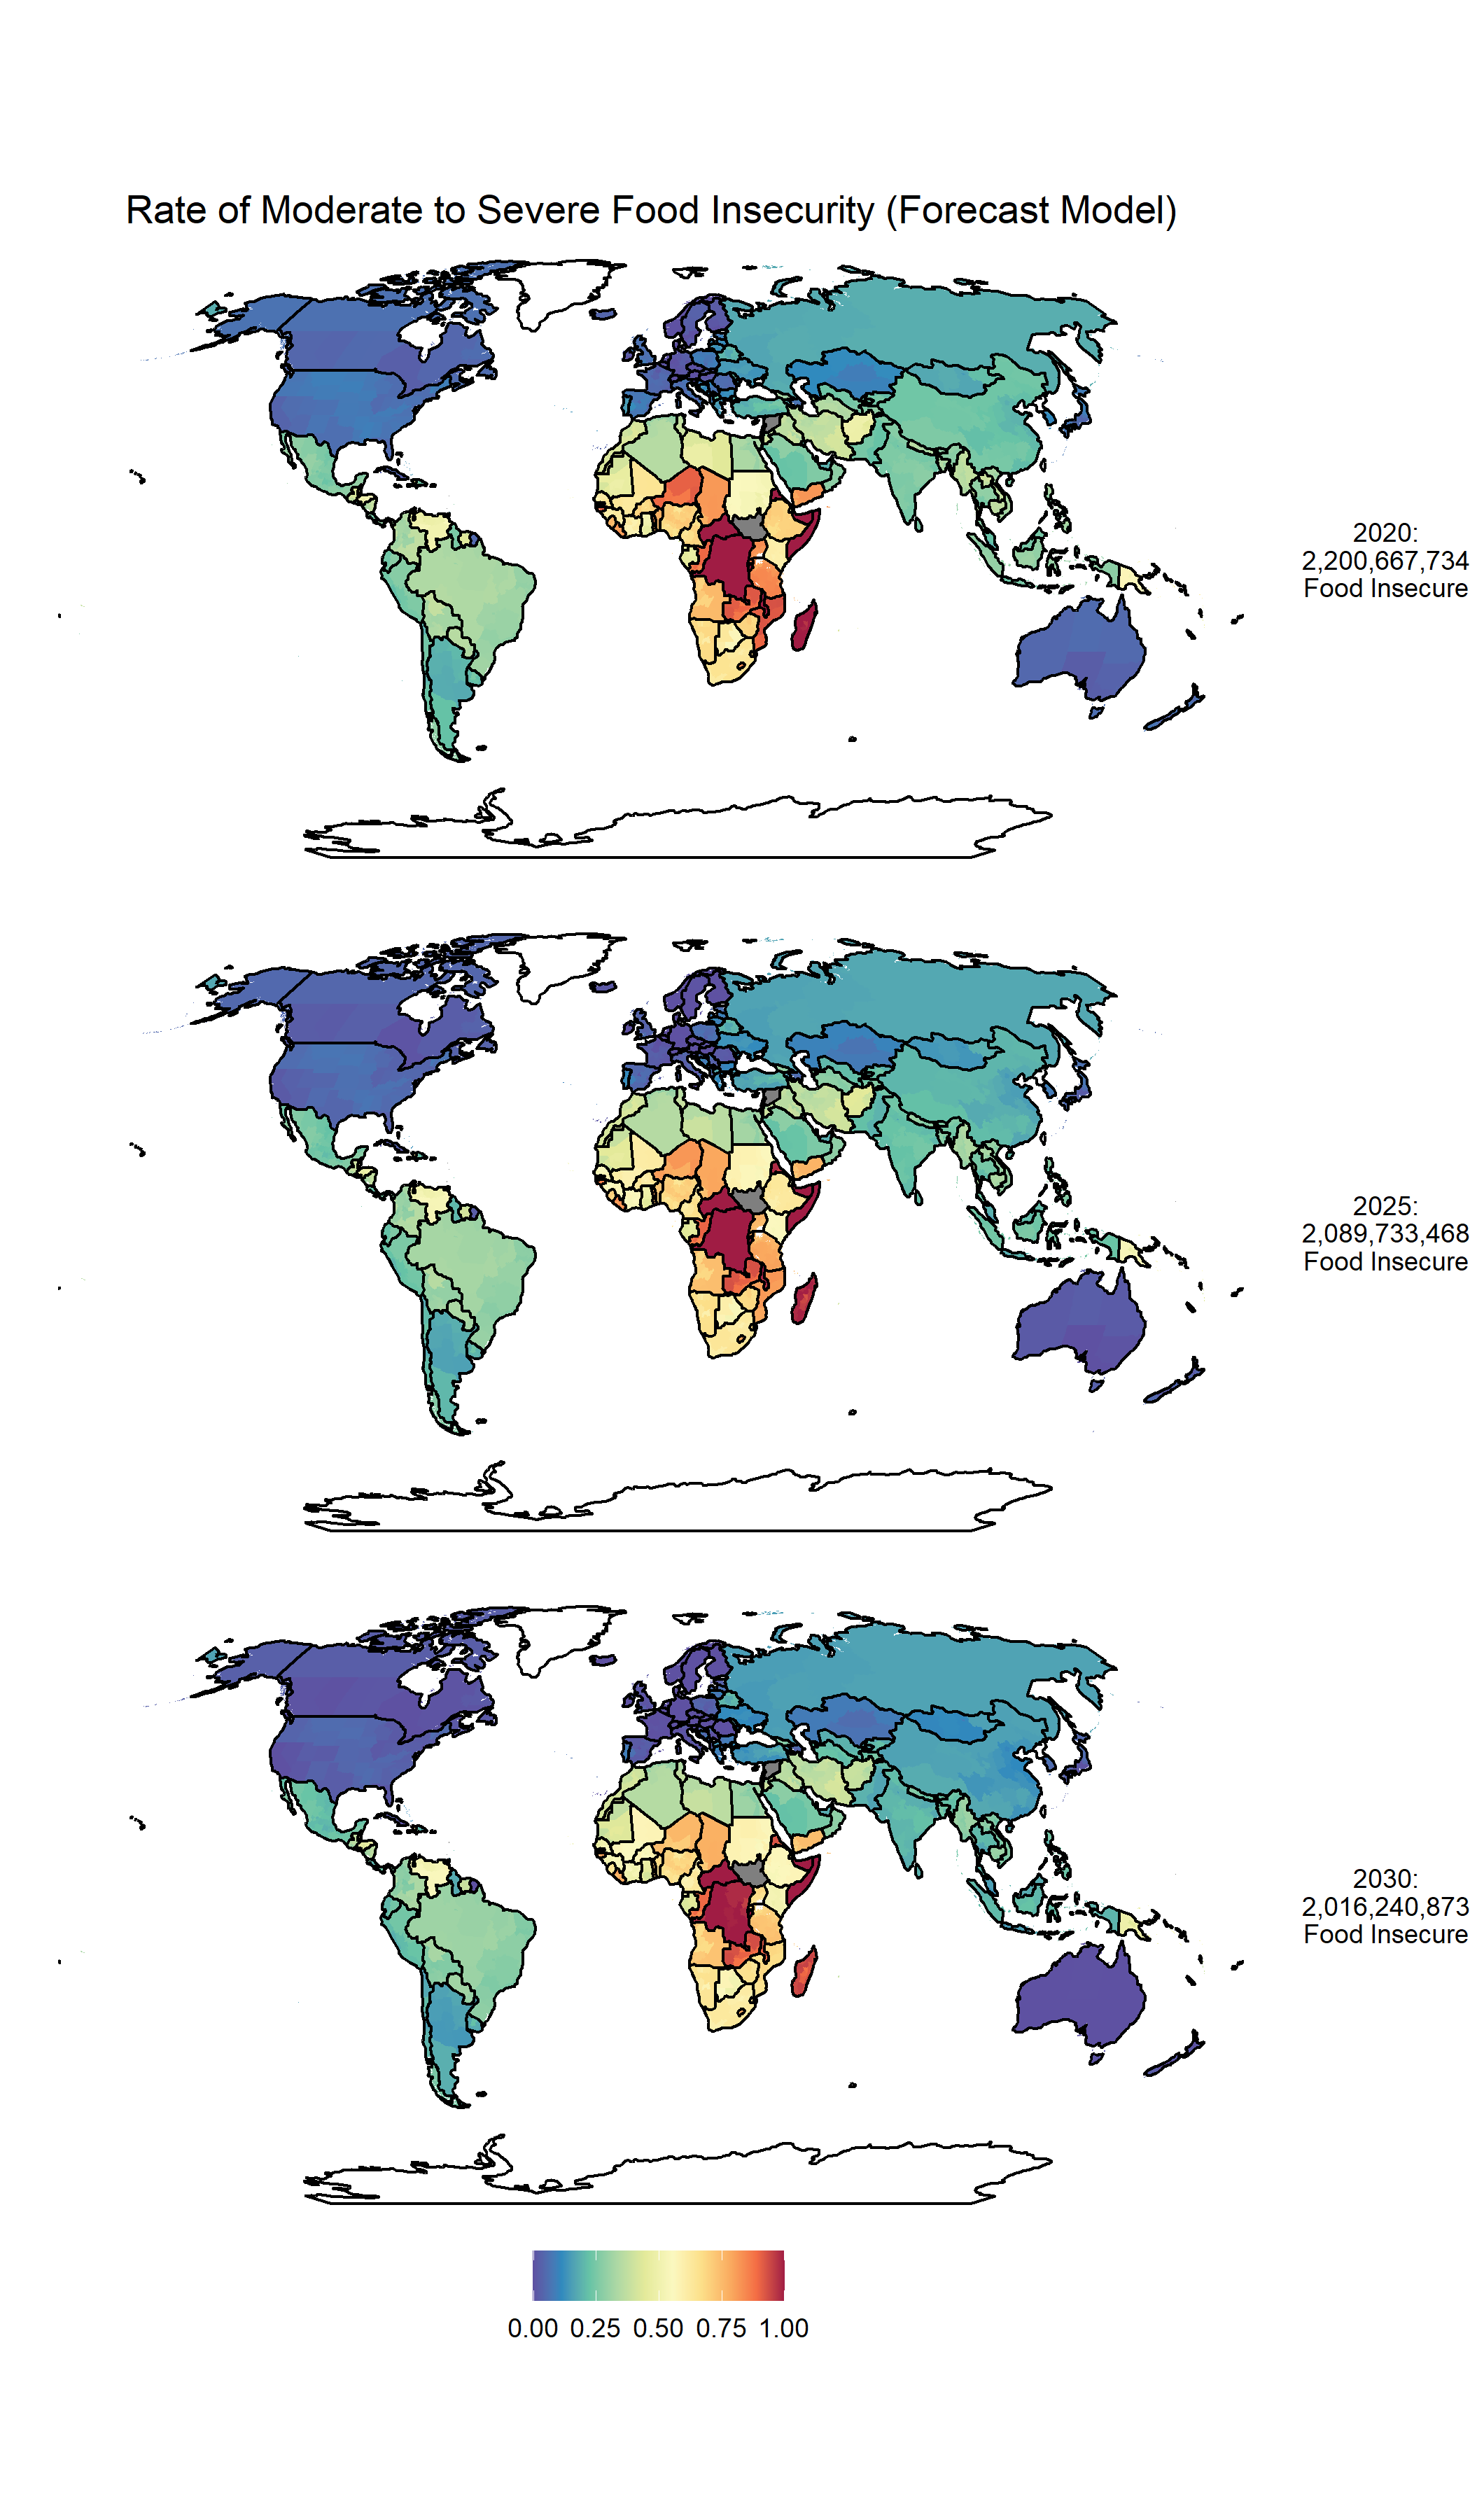 Rate of Moderate to Severe Food Insecurity (Forecast Model)
2020:
2,200,667,734
Food Insecure
2025:
2,089,733,468
Food Insecure
2030:
2,016,240,873
Food Insecure
0.00 0.25 0.50 0.75 1.00